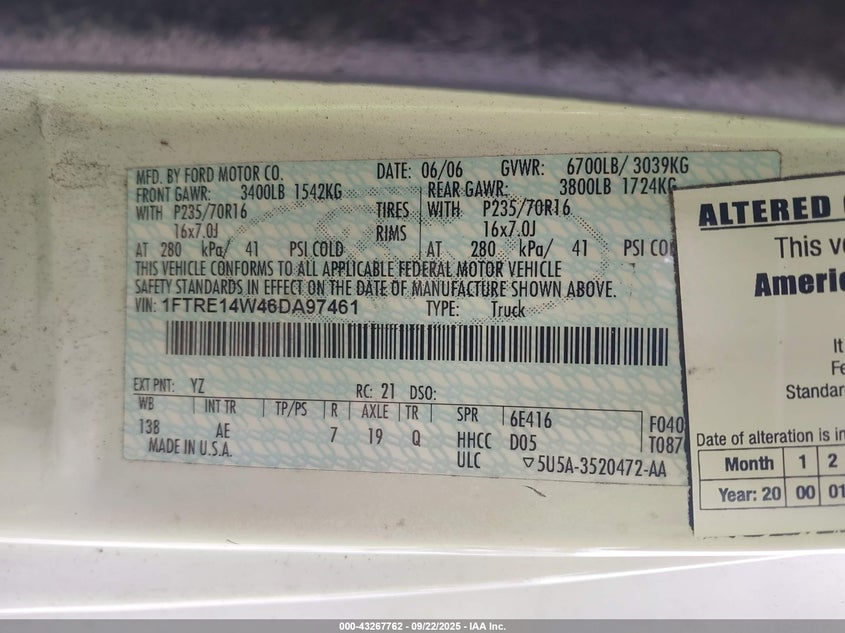 MFD. BY FORD MOTOR CO. DATE: 06/06 GVWR: 6700LB/ 3039KG
FRONT GAWR: 3400LB 1542KG REAR GAWR: 3800LB 1724KG
WITH P235/70R16 TIRES WITH P235/70R16
16x7.0J RIMS 16x7.0J
AT 280 kPa/ 41 PSI COLD AT 280 kPa/ 41 PSI
THIS VEHICLE CONFORMS TO ALL APPLICABLE FEDERAL MOTOR VEHICLE
SAFETY STANDARDS IN EFFECT ON THE DATE OF MANUFACTURE SHOWN ABOVE.
VIN: 1FTRE14W46DA97461 TYPE: Truck
EXT PNT: YZ RC: 21 DSO:
WB INT TR TP/PS R AXLE TR SPR 6E416 F040
138 AE 7 19 Q HHCC D05 T087
MADE IN U.S.A. ULC ▽5U5A-3520472-AA
ALTERED
This
Americ
It
Fe
Standar
Date of alteration is in
Month 1 2
Year: 20 00 01
000-43267762 - 09/22/2025 - IAA Inc.